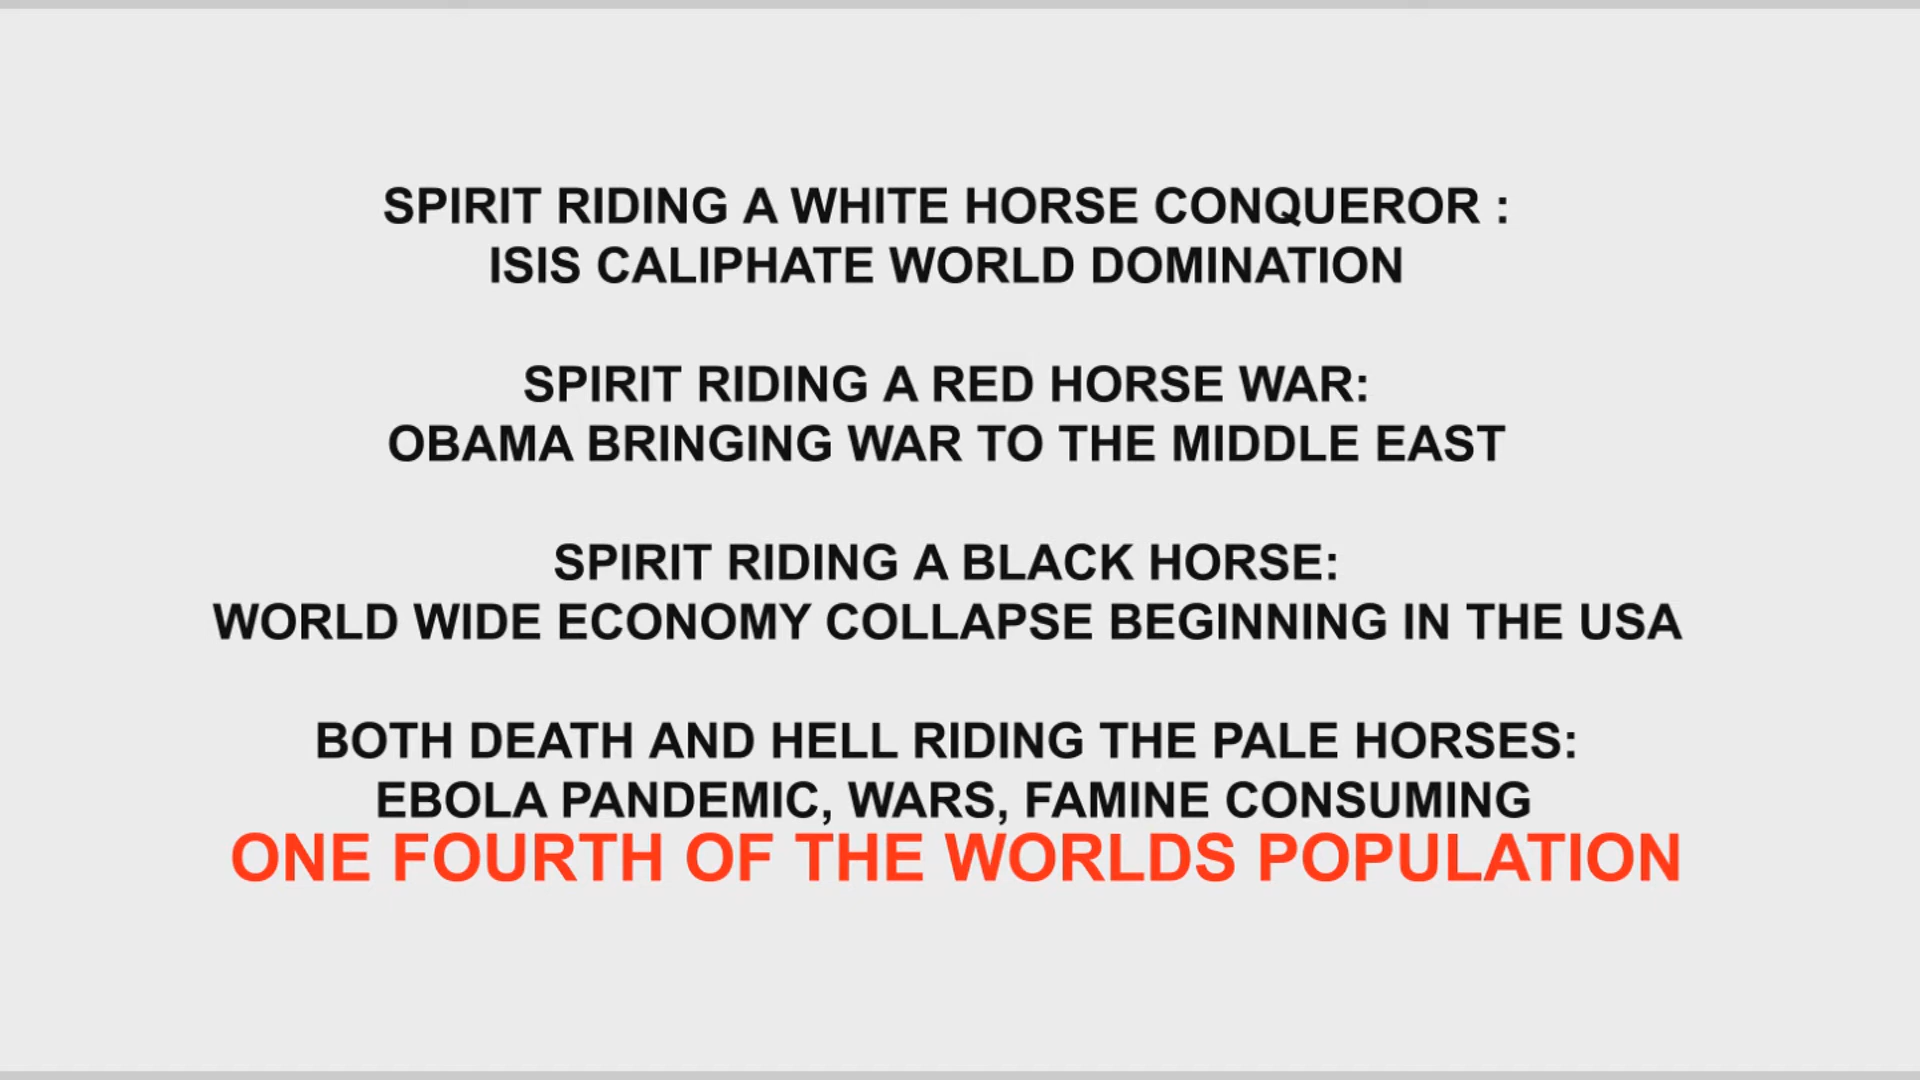 SPIRIT RIDING A WHITE HORSE CONQUEROR :
ISIS CALIPHATE WORLD DOMINATION
SPIRIT RIDING A RED HORSE WAR:
OBAMA BRINGING WAR TO THE MIDDLE EAST
SPIRIT RIDING A BLACK HORSE:
WORLD WIDE ECONOMY COLLAPSE BEGINNING IN THE USA
BOTH DEATH AND HELL RIDING THE PALE HORSES:
EBOLA PANDEMIC, WARS, FAMINE CONSUMING
ONE FOURTH OF THE WORLDS POPULATION